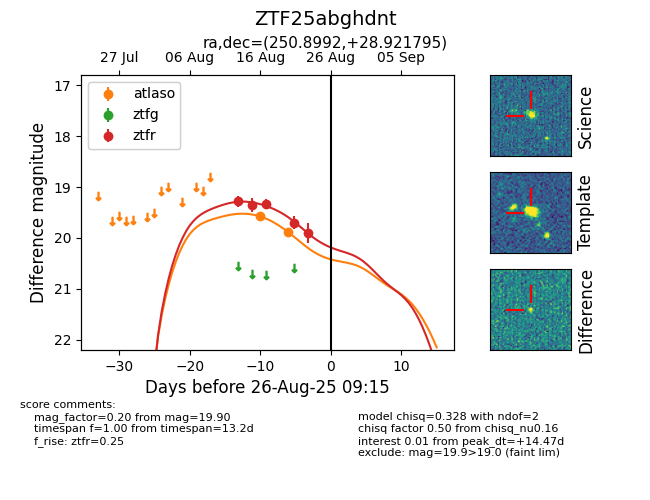 ZTF25abghdnt
ra,dec=(250.8992,+28.921795)
27 Jul 06 Aug 16 Aug 26 Aug 05 Sep
atlaso
ztfg
ztfr
17
18
19
20
21
22
Difference magnitude
−30 −20 −10 0 10
Days before 26-Aug-25 09:15
Science
Template
Difference
score comments:
mag_factor=0.20 from mag=19.90
timespan f=1.00 from timespan=13.2d
f_rise: ztfr=0.25
model chisq=0.328 with ndof=2
chisq factor 0.50 from chisq_nu0.16
interest 0.01 from peak_dt=+14.47d
exclude: mag=19.9>19.0 (faint lim)